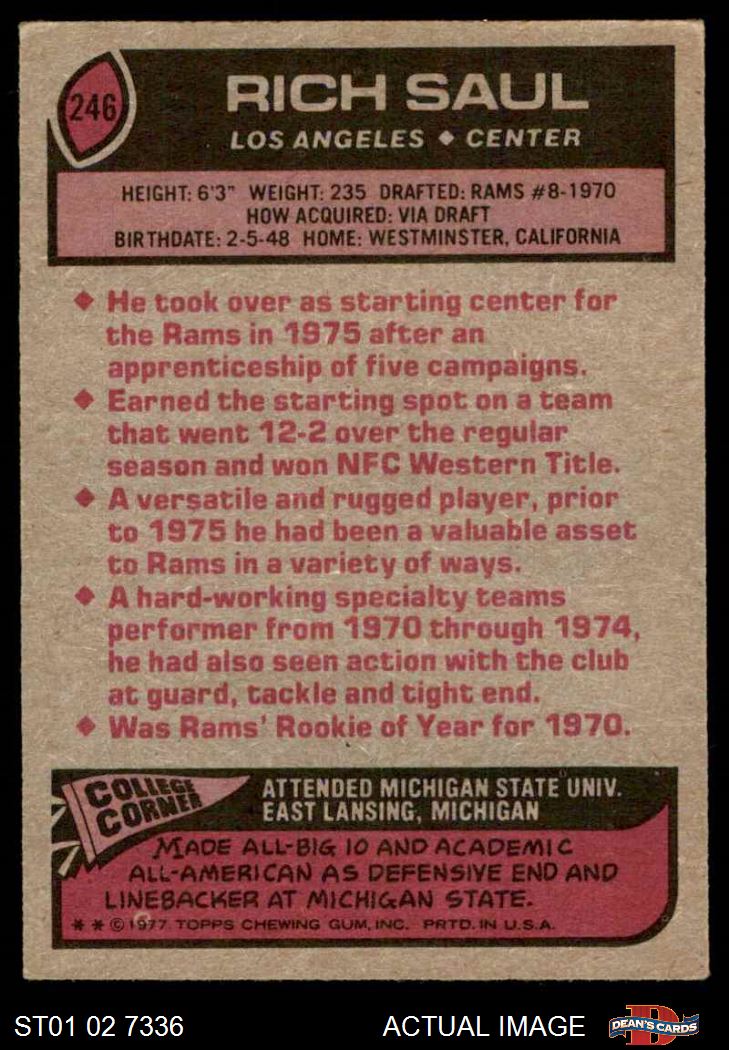 246
RICH SAUL
LOS ANGELES ◆ CENTER
HEIGHT: 6'3" WEIGHT: 235 DRAFTED: RAMS #8-1970
HOW ACQUIRED: VIA DRAFT
BIRTHDATE: 2-5-48 HOME: WESTMINSTER, CALIFORNIA
◆ He took over as starting center for
the Rams in 1975 after an
apprenticeship of five campaigns.
◆ Earned the starting spot on a team
that went 12-2 over the regular
season and won NFC Western Title.
◆ A versatile and rugged player, prior
to 1975 he had been a valuable asset
to Rams in a variety of ways.
◆ A hard-working specialty teams
performer from 1970 through 1974,
he had also seen action with the club
at guard, tackle and tight end.
◆ Was Rams' Rookie of Year for 1970.
COLLEGE
CORNER
ATTENDED MICHIGAN STATE UNIV.
EAST LANSING, MICHIGAN
MADE ALL-BIG 10 AND ACADEMIC
ALL-AMERICAN AS DEFENSIVE END AND
LINEBACKER AT MICHIGAN STATE.
* * © 1977 TOPPS CHEWING GUM, INC. PRTD. IN U.S.A.
ST01 02 7336
ACTUAL IMAGE
DEAN'S CARDS